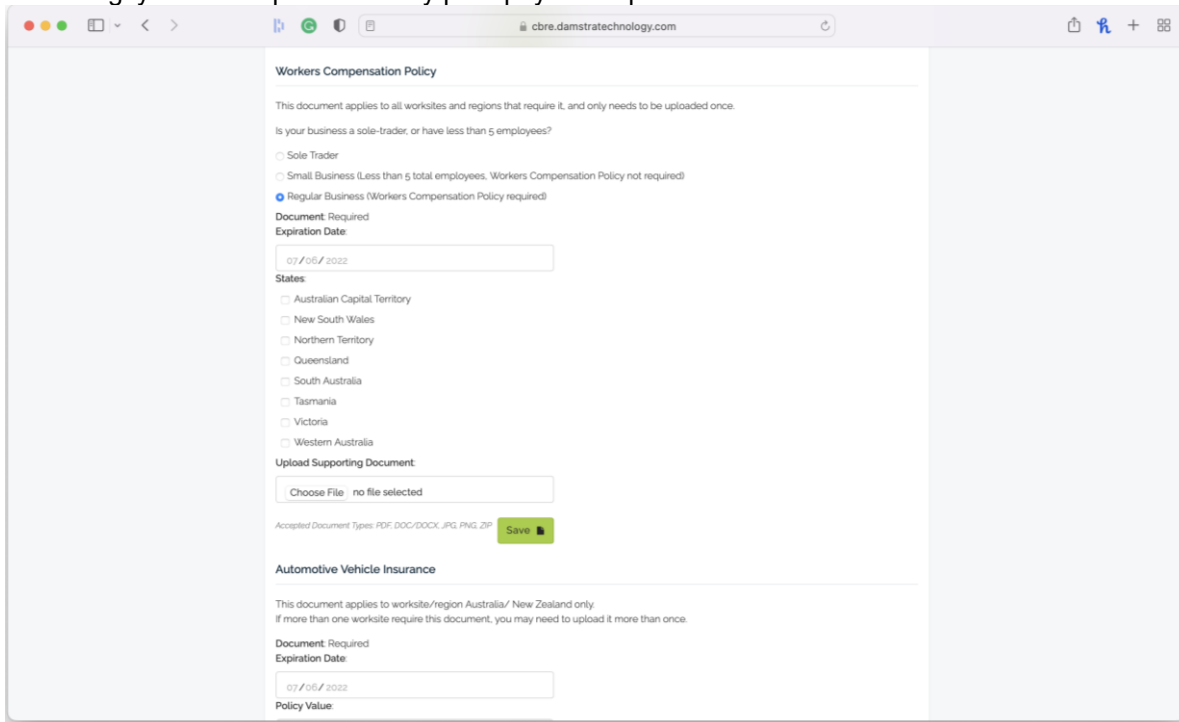 cbre.damstratechnology.com
Workers Compensation Policy
This document applies to all worksites and regions that require it, and only needs to be uploaded once.
Is your business a sole-trader, or have less than 5 employees?
Sole Trader
Small Business (Less than 5 total employees, Workers Compensation Policy not required)
Regular Business (Workers Compensation Policy required)
Document: Required
Expiration Date:
07/06/2022
States:
Australian Capital Territory
New South Wales
Northern Territory
Queensland
South Australia
Tasmania
Victoria
Western Australia
Upload Supporting Document:
Choose File no file selected
Accepted Document Types: PDF, DOC/DOCX, JPG, PNG, ZIP
Save
Automotive Vehicle Insurance
This document applies to worksite/region Australia/ New Zealand only.
If more than one worksite require this document, you may need to upload it more than once.
Document: Required
Expiration Date:
07/06/2022
Policy Value: